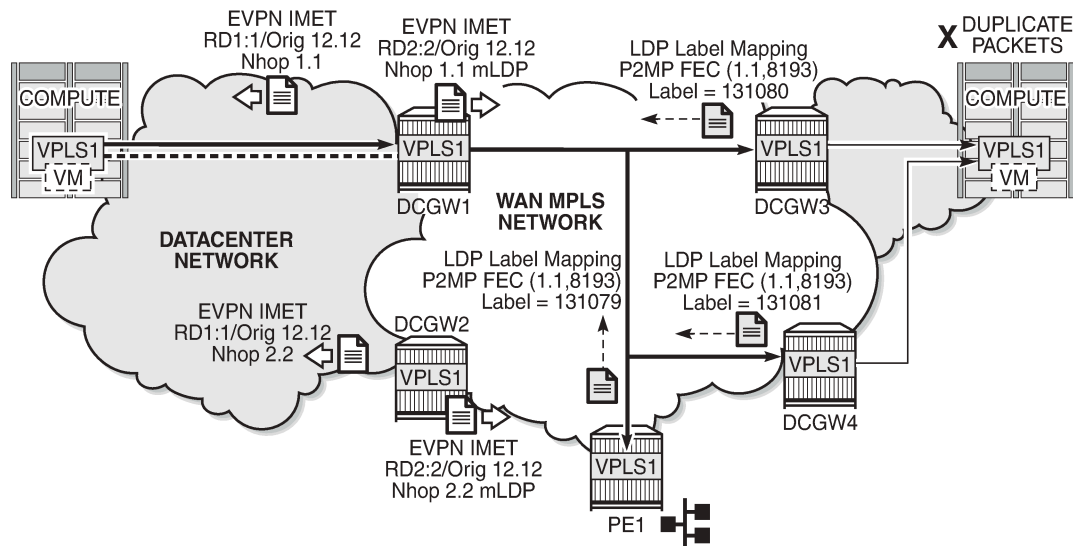 EVPN IMET
RD1:1/Orig 12.12
Nhop 1.1
EVPN IMET
RD2:2/Orig 12.12
Nhop 1.1 mLDP
LDP Label Mapping
P2MP FEC (1.1,8193)
Label = 131080
X DUPLICATE
PACKETS
COMPUTE
VPLS1
VM
VPLS1
DCGW1
VPLS1
DCGW3
COMPUTE
VPLS1
VM
DATACENTER
NETWORK
WAN MPLS
NETWORK
LDP Label Mapping
P2MP FEC (1.1,8193)
Label = 131079
LDP Label Mapping
P2MP FEC (1.1,8193)
Label = 131081
EVPN IMET
RD1:1/Orig 12.12
Nhop 2.2
DCGW2
VPLS1
VPLS1
DCGW4
EVPN IMET
RD2:2/Orig 12.12
Nhop 2.2 mLDP
VPLS1
PE1